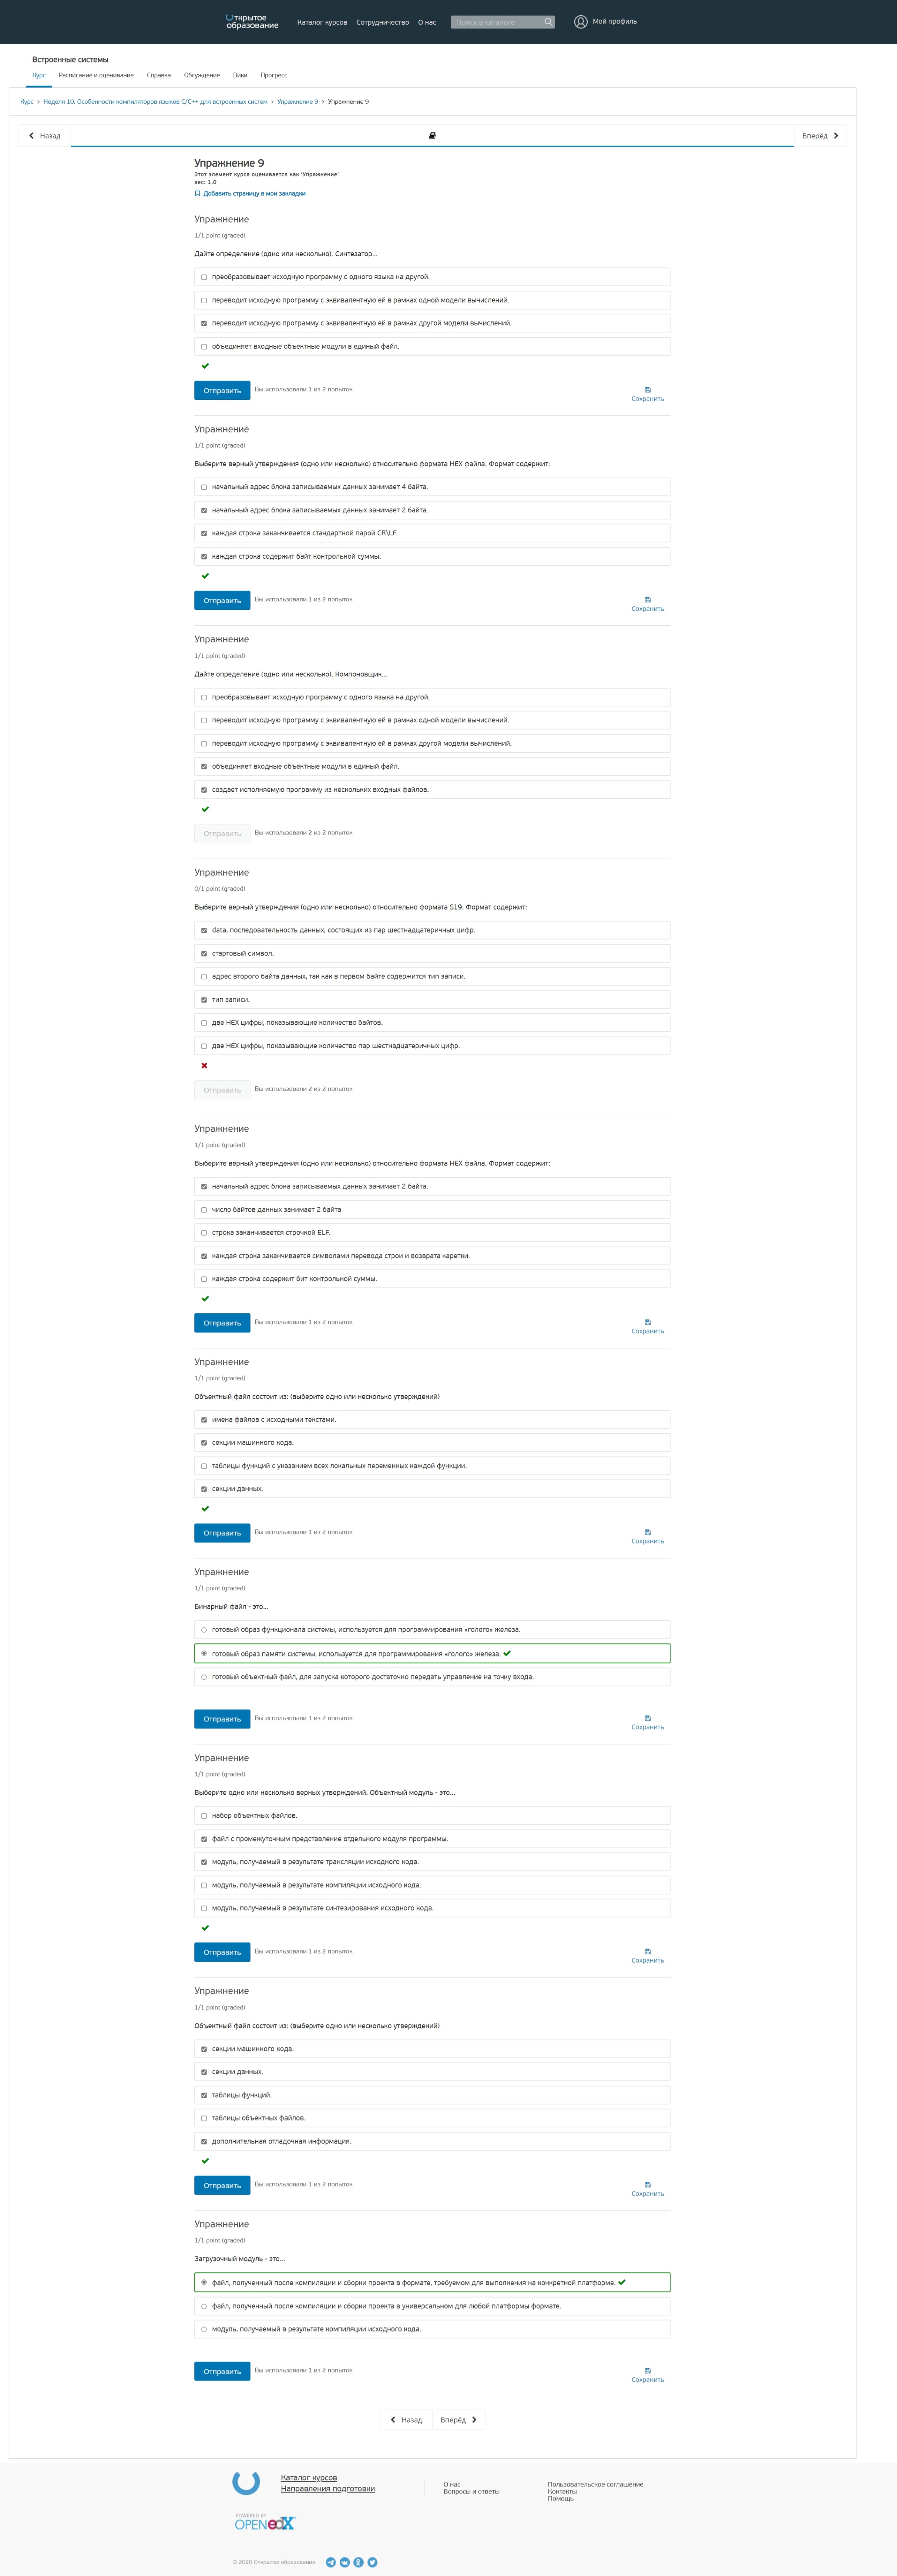 Открытое
образование
Каталог курсов
Сотрудничество
О нас
Поиск в каталоге
Мой профиль
Встроенные системы
Курс
Расписание и оценивание
Справка
Обсуждение
Вики
Прогресс
Курс > Неделя 10. Особенности компиляторов языков C/C++ для встроенных систем > Упражнение 9 > Упражнение 9
Назад
Вперёд
Упражнение 9
Этот элемент курса оценивается как 'Упражнение'
вес: 1.0
Добавить страницу в мои закладки
Упражнение
1/1 point (graded)
Дайте определение (одно или несколько). Синтезатор...
преобразовывает исходную программу с одного языка на другой.
переводит исходную программу с эквивалентную ей в рамках одной модели вычислений.
переводит исходную программу с эквивалентную ей в рамках другой модели вычислений.
объединяет входные объектные модули в единый файл.
Отправить
Вы использовали 1 из 2 попыток
Сохранить
Упражнение
1/1 point (graded)
Выберите верный утверждения (одно или несколько) относительно формата HEX файла. Формат содержит:
начальный адрес блока записываемых данных занимает 4 байта.
начальный адрес блока записываемых данных занимает 2 байта.
каждая строка заканчивается стандартной парой CR\LF.
каждая строка содержит байт контрольной суммы.
Отправить
Вы использовали 1 из 2 попыток
Сохранить
Упражнение
1/1 point (graded)
Дайте определение (одно или несколько). Компоновщик...
преобразовывает исходную программу с одного языка на другой.
переводит исходную программу с эквивалентную ей в рамках одной модели вычислений.
переводит исходную программу с эквивалентную ей в рамках другой модели вычислений.
объединяет входные объектные модули в единый файл.
создает исполняемую программу из нескольких входных файлов.
Отправить
Вы использовали 2 из 2 попыток
Упражнение
0/1 point (graded)
Выберите верный утверждения (одно или несколько) относительно формата S19. Формат содержит:
data, последовательность данных, состоящих из пар шестнадцатеричных цифр.
стартовый символ.
адрес второго байта данных, так как в первом байте содержится тип записи.
тип записи.
две HEX цифры, показывающие количество байтов.
две HEX цифры, показывающие количество пар шестнадцатеричных цифр.
Отправить
Вы использовали 2 из 2 попыток
Упражнение
1/1 point (graded)
Выберите верный утверждения (одно или несколько) относительно формата HEX файла. Формат содержит:
начальный адрес блока записываемых данных занимает 2 байта.
число байтов данных занимает 2 байта
строка заканчивается строчкой ELF.
каждая строка заканчивается символами перевода строи и возврата каретки.
каждая строка содержит бит контрольной суммы.
Отправить
Вы использовали 1 из 2 попыток
Сохранить
Упражнение
1/1 point (graded)
Объектный файл состоит из: (выберите одно или несколько утверждений)
имена файлов с исходными текстами.
секции машинного кода.
таблицы функций с указанием всех локальных переменных каждой функции.
секции данных.
Отправить
Вы использовали 1 из 2 попыток
Сохранить
Упражнение
1/1 point (graded)
Бинарный файл - это...
готовый образ функционала системы, используется для программирования «голого» железа.
готовый образ памяти системы, используется для программирования «голого» железа.
готовый объектный файл, для запуска которого достаточно передать управление на точку входа.
Отправить
Вы использовали 1 из 2 попыток
Сохранить
Упражнение
1/1 point (graded)
Выберите одно или несколько верных утверждений. Объектный модуль - это...
набор объектных файлов.
файл с промежуточным представление отдельного модуля программы.
модуль, получаемый в результате трансляции исходного кода.
модуль, получаемый в результате компиляции исходного кода.
модуль, получаемый в результате синтезирования исходного кода.
Отправить
Вы использовали 1 из 2 попыток
Сохранить
Упражнение
1/1 point (graded)
Объектный файл состоит из: (выберите одно или несколько утверждений)
секции машинного кода.
секции данных.
таблицы функций.
таблицы объектных файлов.
дополнительная отладочная информация.
Отправить
Вы использовали 1 из 2 попыток
Сохранить
Упражнение
1/1 point (graded)
Загрузочный модуль - это...
файл, полученный после компиляции и сборки проекта в формате, требуемом для выполнения на конкретной платформе.
файл, полученный после компиляции и сборки проекта в универсальном для любой платформы формате.
модуль, получаемый в результате компиляции исходного кода.
Отправить
Вы использовали 1 из 2 попыток
Сохранить
Назад
Вперёд
Каталог курсов
Направления подготовки
О нас
Вопросы и ответы
Пользовательское соглашение
Контакты
Помощь
POWERED BY
OPEN edX
© 2020 Открытое образование